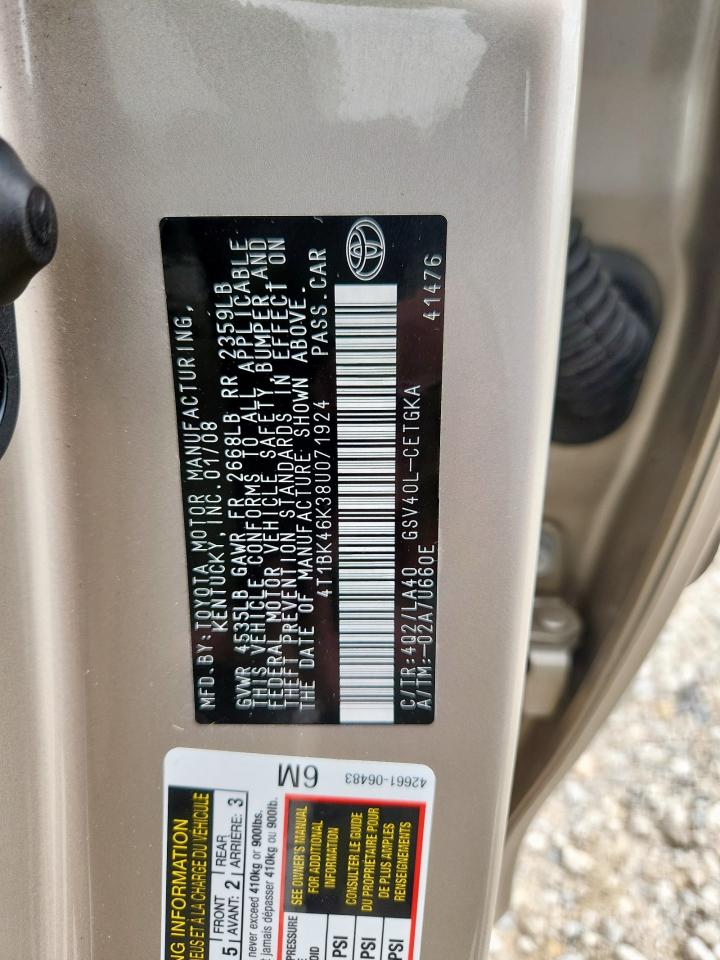 MFD.BY:TOYOTA MOTOR MANUFACTURING,
KENTUCKY, INC. 01/08
GVWR 4535LB GAWR FR 2668LB RR 2359LB
THIS VEHICLE CONFORMS TO ALL APPLICABLE
FEDERAL MOTOR VEHICLE SAFETY, BUMPER AND
THEFT PREVENTION STANDARDS IN EFFECT ON
THE DATE OF MANUFACTURE SHOWN ABOVE.
4T1BK46K38U071924 PASS.CAR
C/TR:4Q2/LA40 GSV40L-CETGKA 41476
A/TM:-02A/U660E
NG INFORMATION
EUS ET À LA CHARGE DU VÉHICULE
5 FRONT 2 REAR 3
AVANT: ARRIÈRE:
never exceed 410kg or 900lbs.
jamais dépasser 410kg ou 900lb.
6M
42661-06483
PRESSURE
SEE OWNER'S MANUAL
FOR ADDITIONAL
INFORMATION
CONSULTER LE GUIDE
DU PROPRIÉTAIRE POUR
DE PLUS AMPLES
RENSEIGNEMENTS
PSI
PSI
PSI